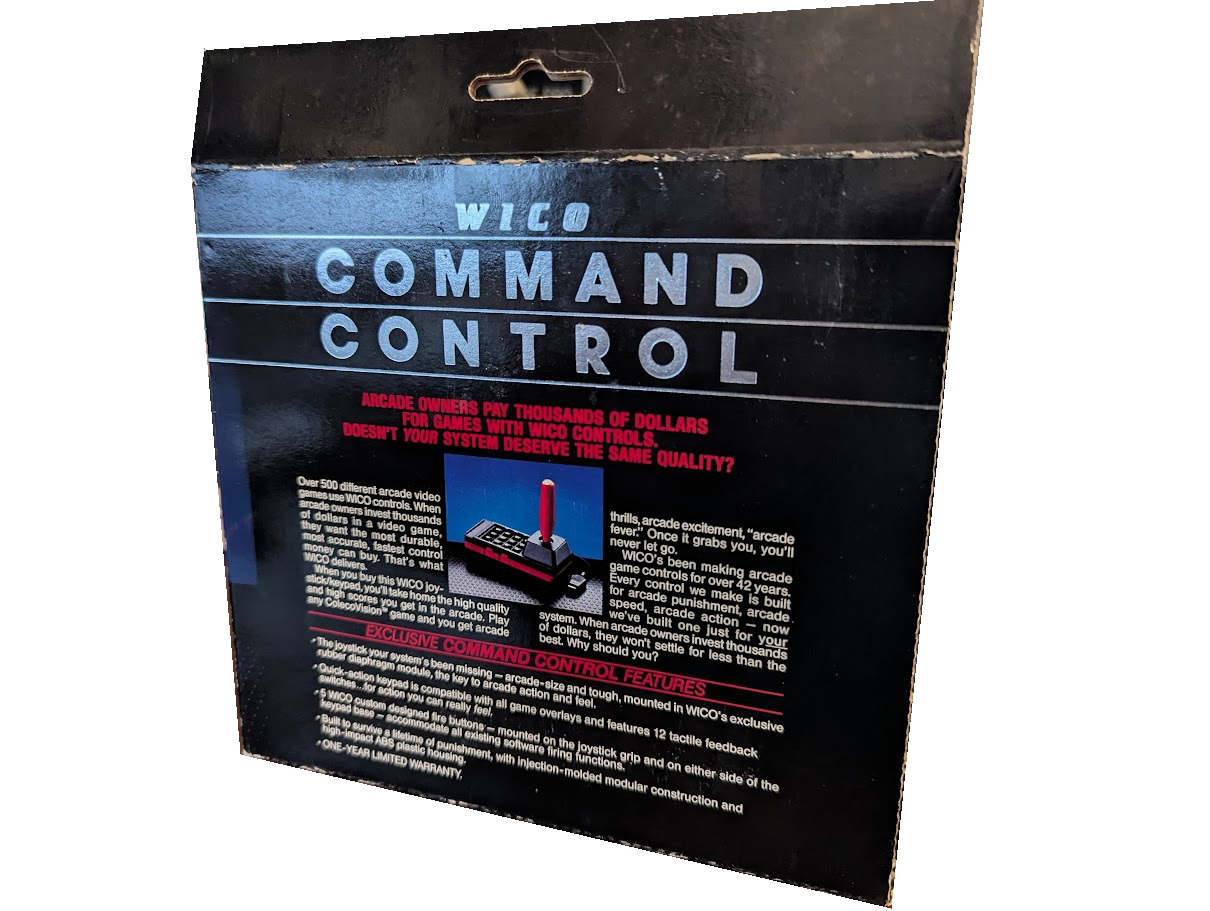 WICO
COMMAND
CONTROL
ARCADE OWNERS PAY THOUSANDS OF DOLLARS
FOR GAMES WITH WICO CONTROLS.
DOESN'T YOUR SYSTEM DESERVE THE SAME QUALITY?
Over 500 different arcade video
games use WICO controls. When
arcade owners invest thousands
of dollars in a video game,
they want the most durable,
most accurate, fastest control
money can buy. That's what
WICO delivers.
When you buy this WICO joy-
stick/keypad, you'll take home the high quality
and high scores you get in the arcade. Play
any ColecoVision® game and you get arcade
thrills, arcade excitement, "arcade
fever." Once it grabs you, you'll
never let go.
WICO's been making arcade
game controls for over 42 years.
Every control we make is built
for arcade punishment, arcade
speed, arcade action — now
we've built one just for your
system. When arcade owners invest thousands
of dollars, they won't settle for less than the
best. Why should you?
EXCLUSIVE COMMAND CONTROL FEATURES
The joystick your system's been missing — arcade-size and tough, mounted in WICO's exclusive
rubber diaphragm module, the key to arcade action and feel.
Quick-action keypad is compatible with all game overlays and features 12 tactile feedback
switches...for action you can really feel.
5 WICO custom designed fire buttons — mounted on the joystick grip and on either side of the
keypad base — accommodate all existing software firing functions.
Built to survive a lifetime of punishment, with injection-molded modular construction and
high-impact ABS plastic housing.
ONE-YEAR LIMITED WARRANTY.